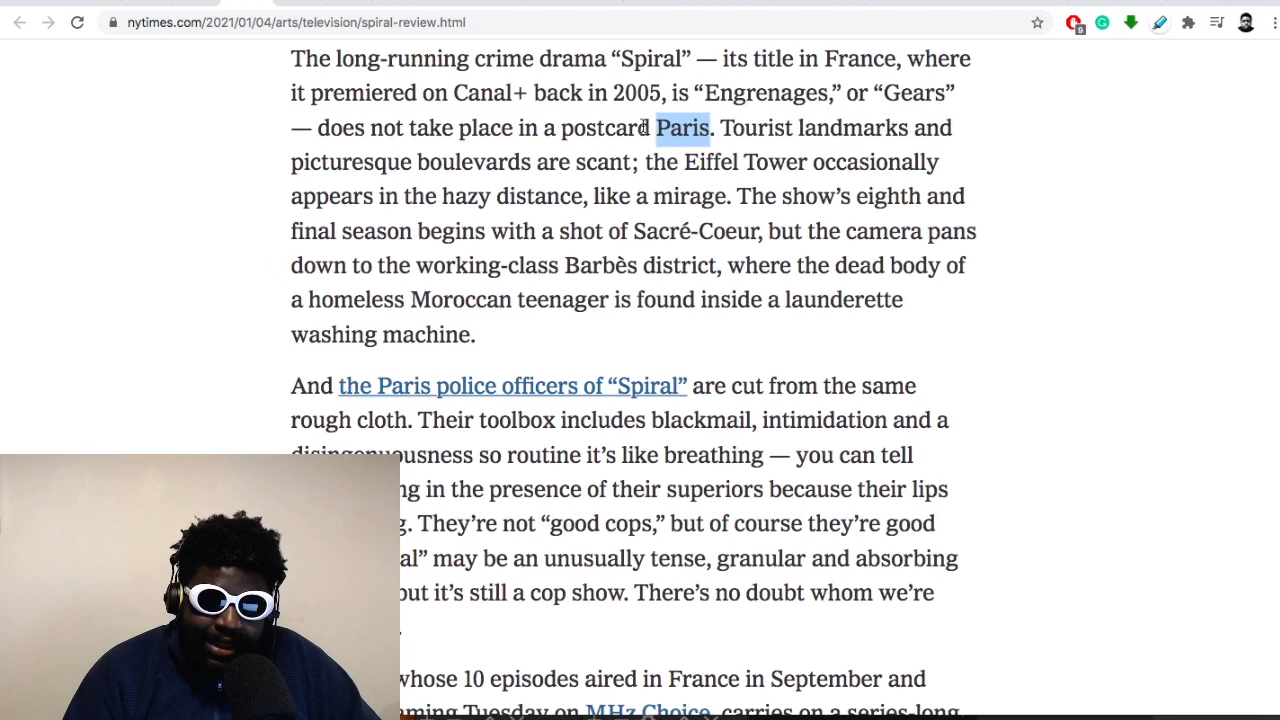 nytimes.com/2021/01/04/arts/television/spiral-review.html
9
The long-running crime drama “Spiral” — its title in France, where
it premiered on Canal+ back in 2005, is “Engrenages,” or “Gears”
— does not take place in a postcard Paris. Tourist landmarks and
picturesque boulevards are scant; the Eiffel Tower occasionally
appears in the hazy distance, like a mirage. The show’s eighth and
final season begins with a shot of Sacré-Coeur, but the camera pans
down to the working-class Barbès district, where the dead body of
a homeless Moroccan teenager is found inside a launderette
washing machine.
And the Paris police officers of “Spiral” are cut from the same
rough cloth. Their toolbox includes blackmail, intimidation and a
disingenuousness so routine it’s like breathing — you can tell
ng in the presence of their superiors because their lips
g. They’re not “good cops,” but of course they’re good
al” may be an unusually tense, granular and absorbing
but it’s still a cop show. There’s no doubt whom we’re
whose 10 episodes aired in France in September and
aming Tuesday on MHz Choice, carries on a series-long